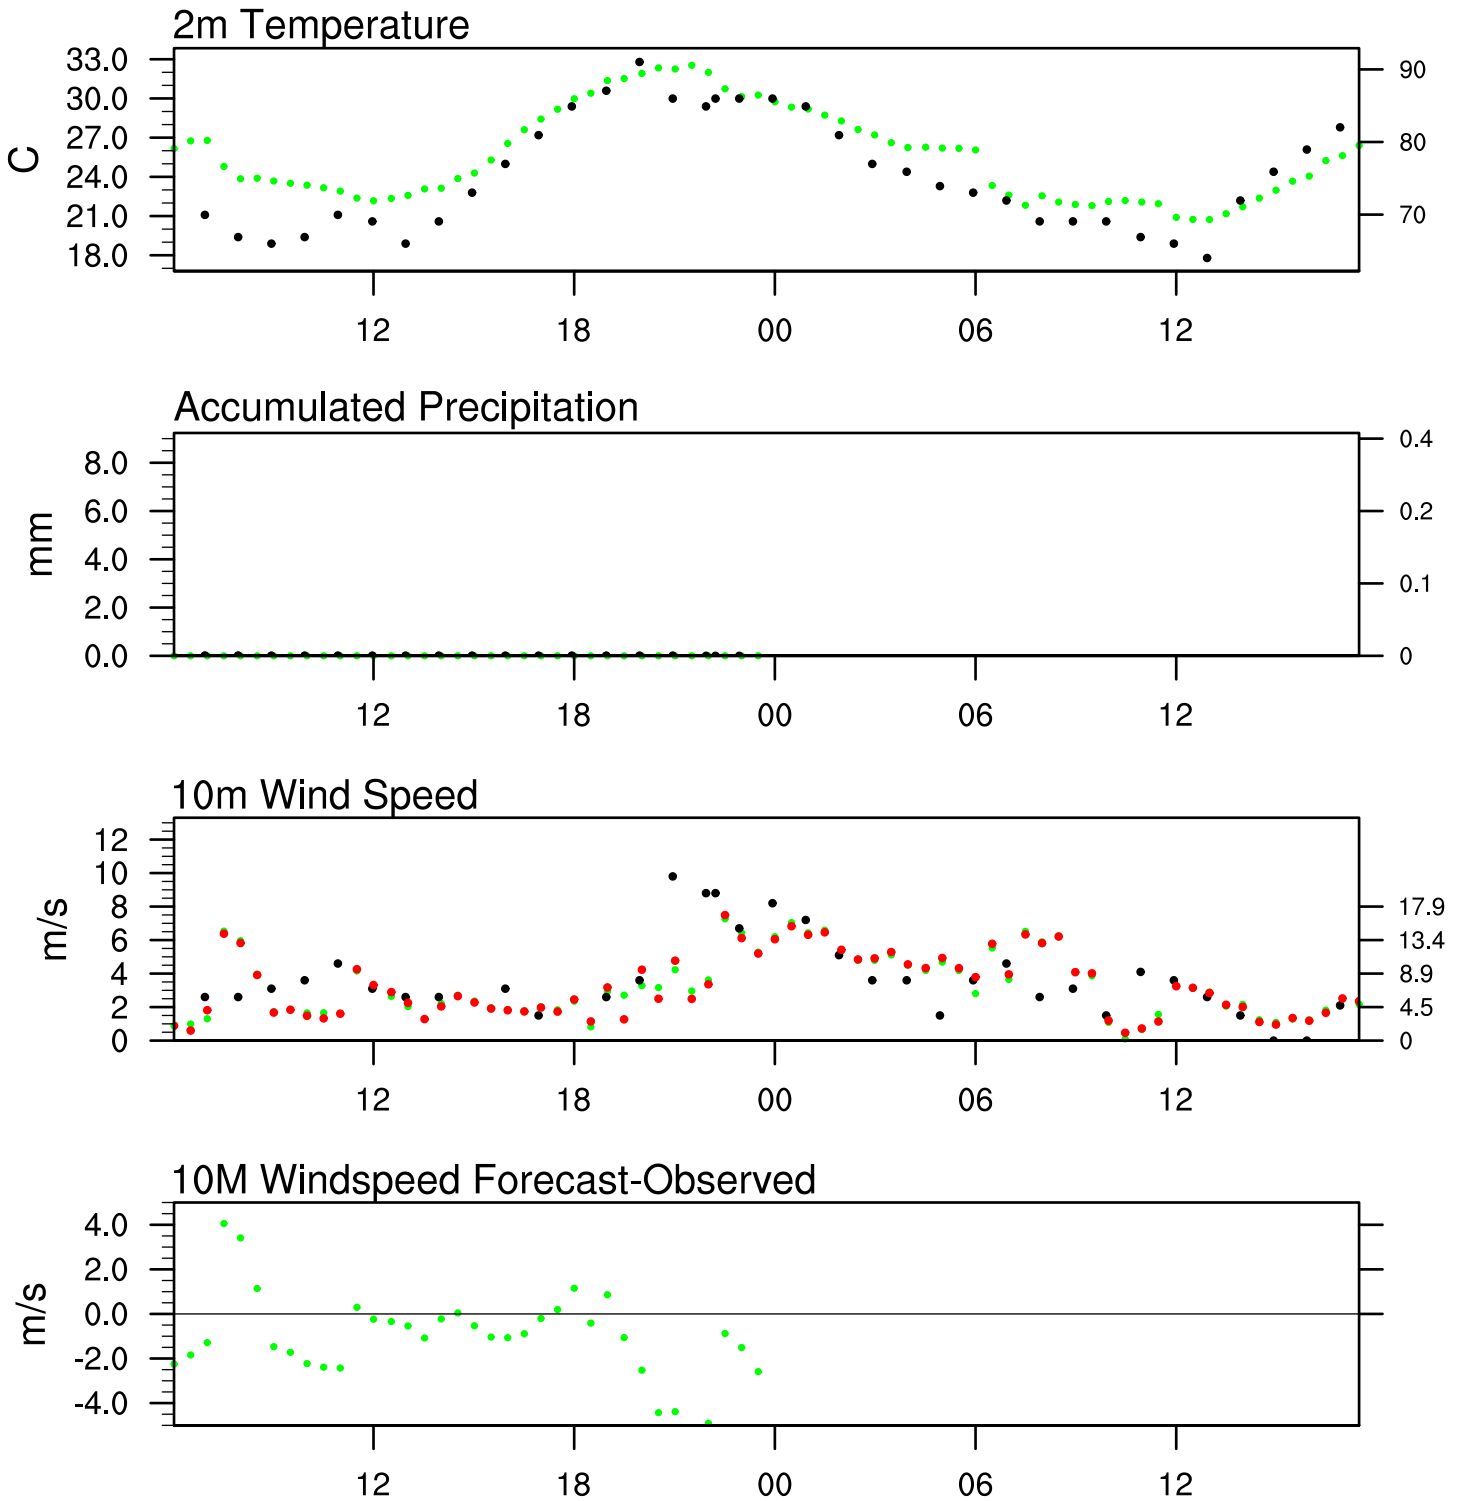 2m Temperature
33.0
30.0
27.0
24.0
21.0
18.0
C
90
80
70
12 18 00 06 12
Accumulated Precipitation
8.0
6.0
4.0
2.0
0.0
mm
0.4
0.2
0.1
0
12 18 00 06 12
10m Wind Speed
12
10
8
6
4
2
0
m/s
17.9
13.4
8.9
4.5
0
12 18 00 06 12
10M Windspeed Forecast-Observed
4.0
2.0
0.0
-2.0
-4.0
m/s
12 18 00 06 12